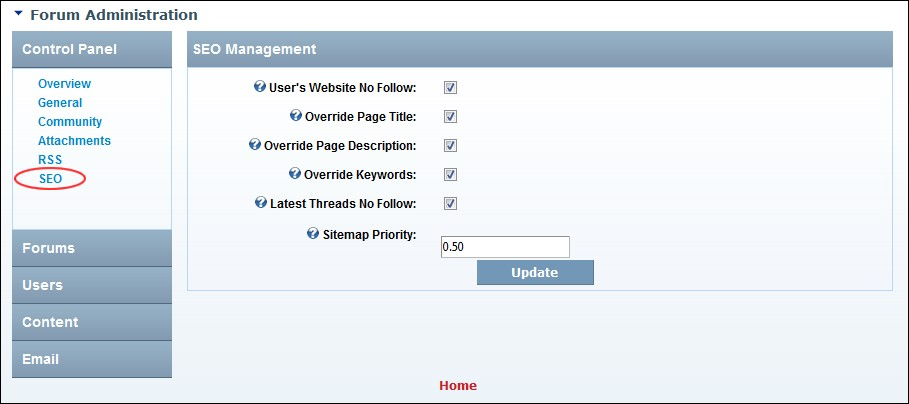 Forum Administration
Control Panel
Overview
General
Community
Attachments
RSS
SEO
Forums
Users
Content
Email
SEO Management
User's Website No Follow:
Override Page Title:
Override Page Description:
Override Keywords:
Latest Threads No Follow:
Sitemap Priority:
0.50
Update
Home